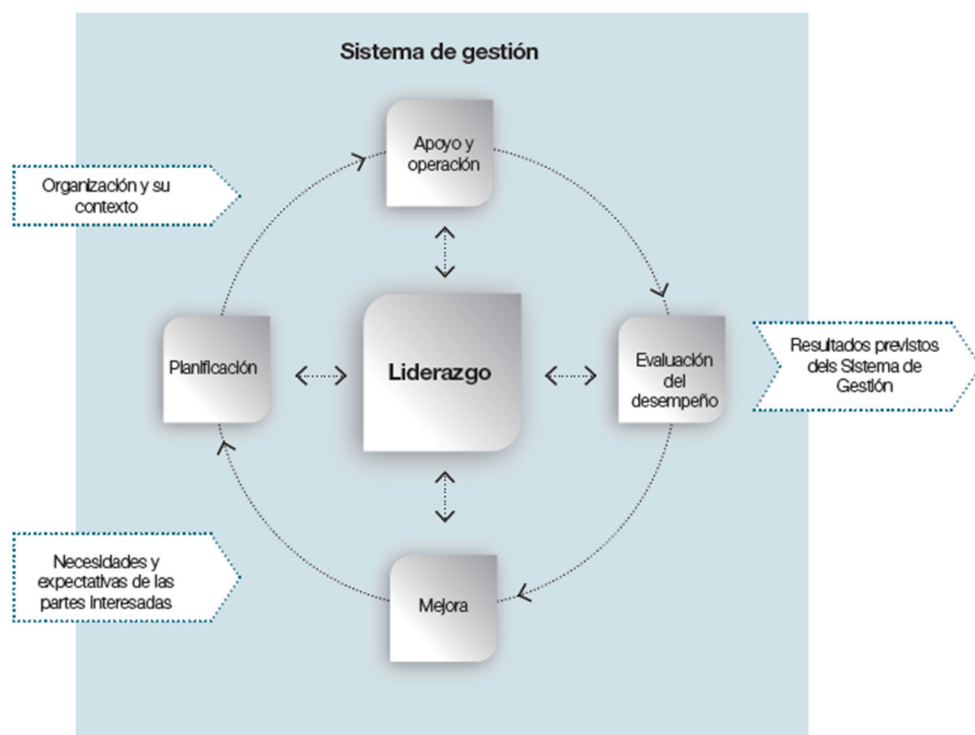 Sistema de gestión
Apoyo y
operación
Organización y su
contexto
Planificación
Liderazgo
Evaluación del
desempeño
Resultados previstos
dels Sistema de
Gestión
Necesidades y
expectativas de las
partes interesadas
Mejora